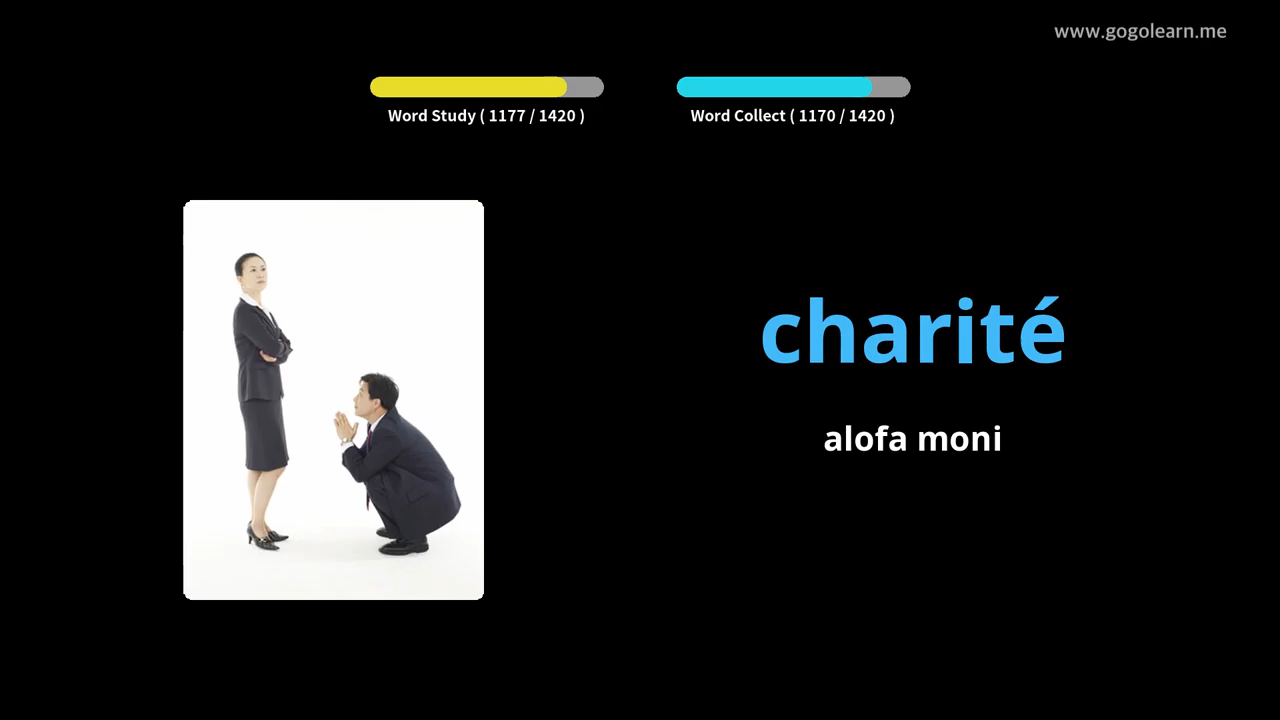 www.gogolearn.me
Word Study ( 1177 / 1420 )
Word Collect ( 1170 / 1420 )
charité
alofa moni